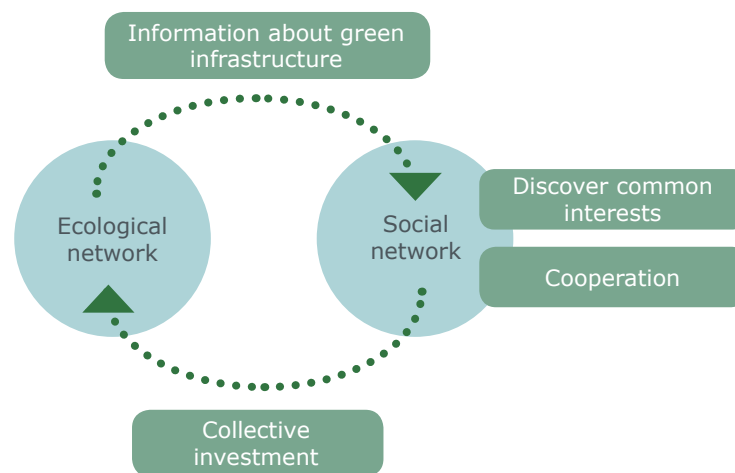 Information about green
infrastructure
Ecological
network
Social
network
Discover common
interests
Cooperation
Collective
investment